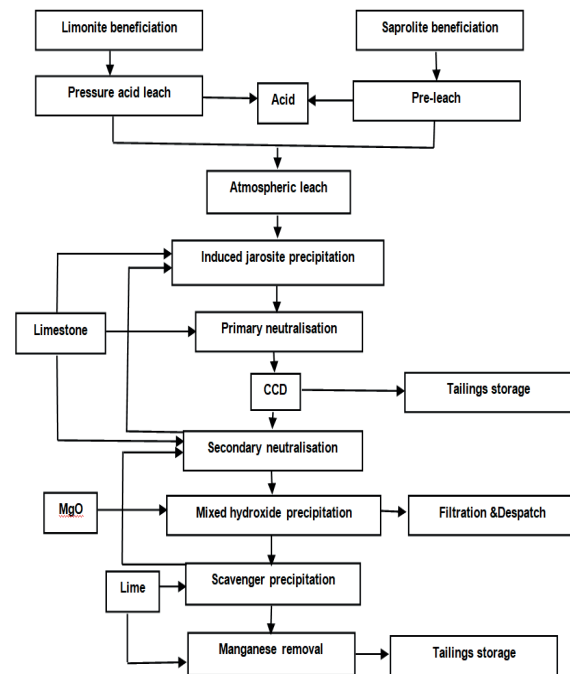 Limonite beneficiation
Saprolite beneficiation
Pressure acid leach
Acid
Pre-leach
Atmospheric leach
Induced jarosite precipitation
Limestone
Primary neutralisation
CCD
Tailings storage
Secondary neutralisation
MgO
Mixed hydroxide precipitation
Filtration &Despatch
Lime
Scavenger precipitation
Manganese removal
Tailings storage